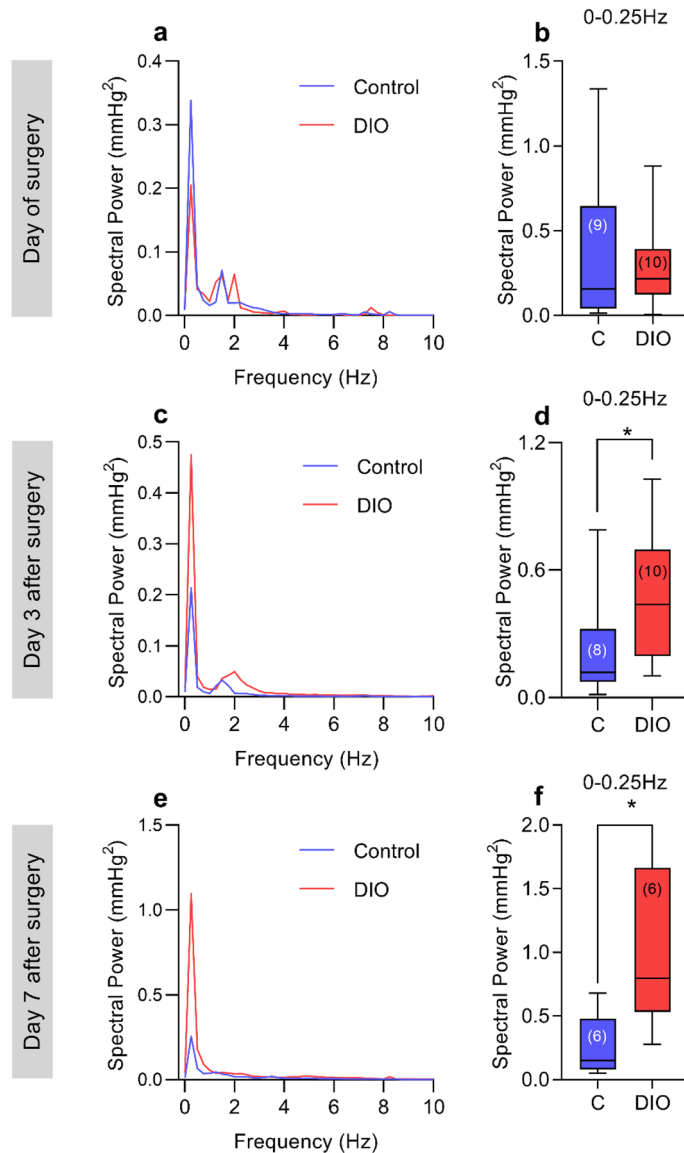 Day of surgery
a
Spectral Power (mmHg²)
0.4
0.3
0.2
0.1
0.0
0 2 4 6 8 10
Frequency (Hz)
Control
DIO
b
0-0.25Hz
Spectral Power (mmHg²)
1.5
1.0
0.5
0.0
(9)
(10)
C DIO
Day 3 after surgery
c
Spectral Power (mmHg²)
0.5
0.4
0.3
0.2
0.1
0.0
0 2 4 6 8 10
Frequency (Hz)
Control
DIO
d
0-0.25Hz
*
Spectral Power (mmHg²)
1.2
0.6
0.0
(8)
(10)
C DIO
Day 7 after surgery
e
Spectral Power (mmHg²)
1.5
1.0
0.5
0.0
0 2 4 6 8 10
Frequency (Hz)
Control
DIO
f
0-0.25Hz
*
Spectral Power (mmHg²)
2.0
1.5
1.0
0.5
0.0
(6)
(6)
C DIO